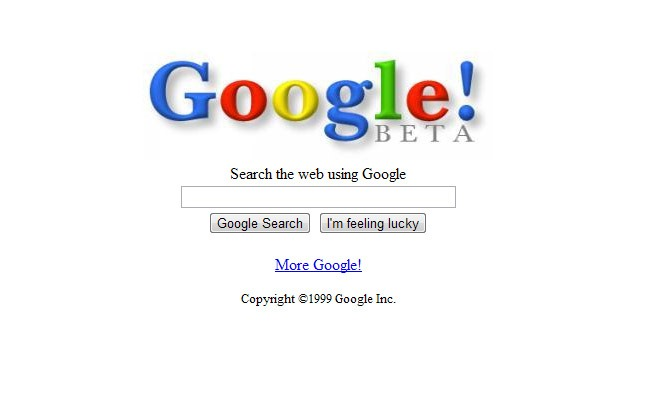 Google!
BETA
Search the web using Google
Google Search I'm feeling lucky
More Google!
Copyright ©1999 Google Inc.